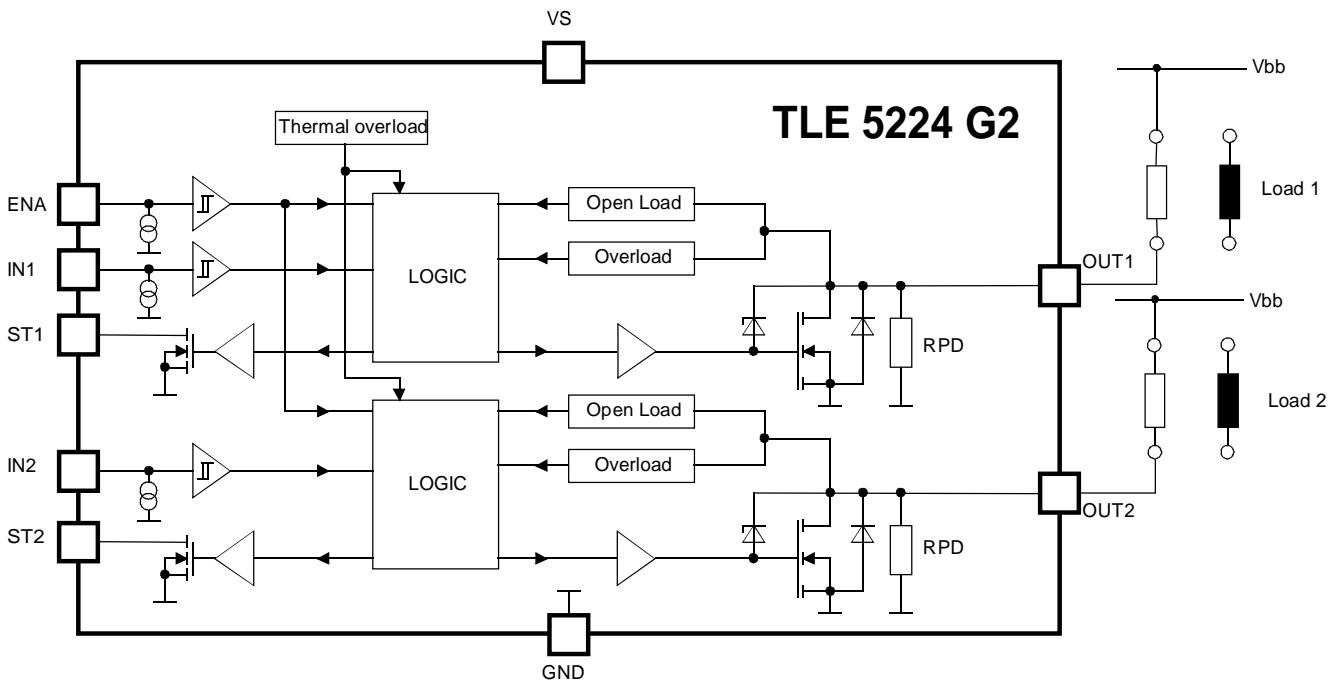 VS
Vbb
TLE 5224 G2
Thermal overload
ENA
Open Load
Load 1
IN1
Overload
LOGIC
OUT1
Vbb
ST1
RPD
Open Load
Load 2
IN2
Overload
LOGIC
OUT2
ST2
RPD
GND